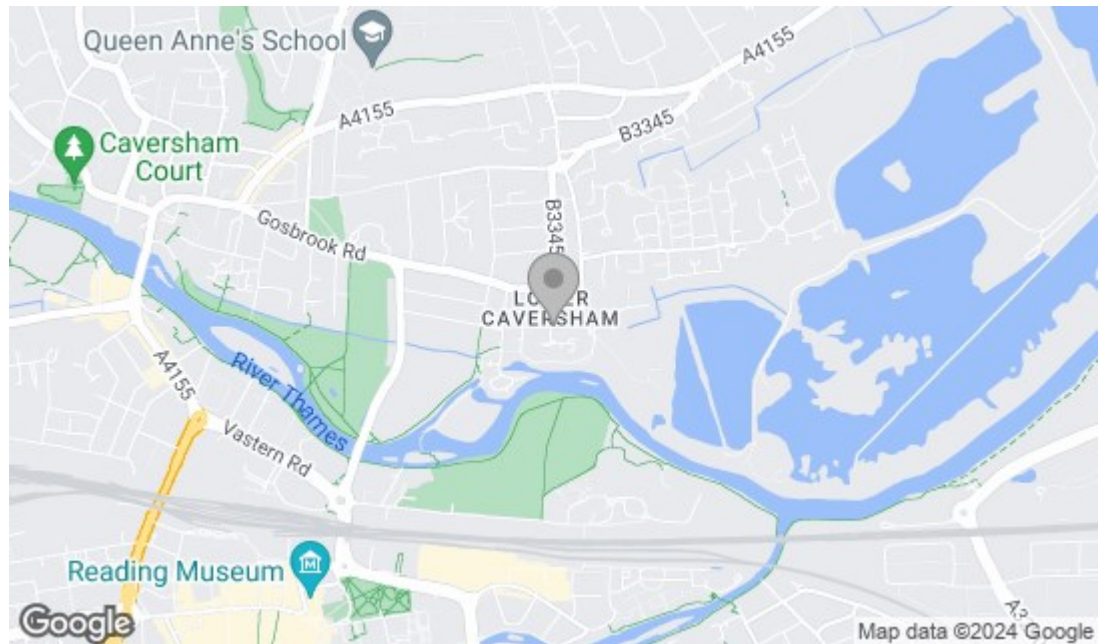 Queen Anne's School
A4155
A4155
B3345
Caversham
Court
B3345
Gosbrook Rd
CAVERSHAM
River Thames
A4155
Vastern Rd
Reading Museum
Google
Map data ©2024 Google